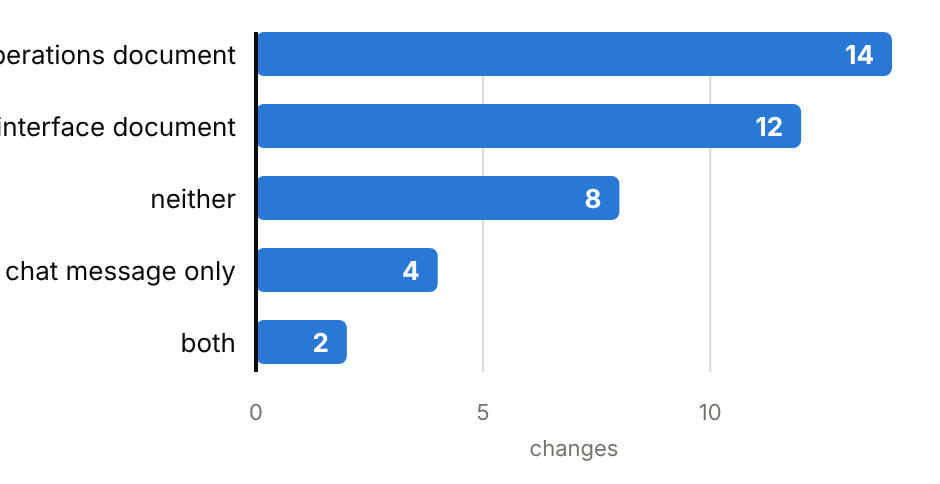 perations document
14
interface document
12
neither
8
chat message only
4
both
2
0 5 10
changes